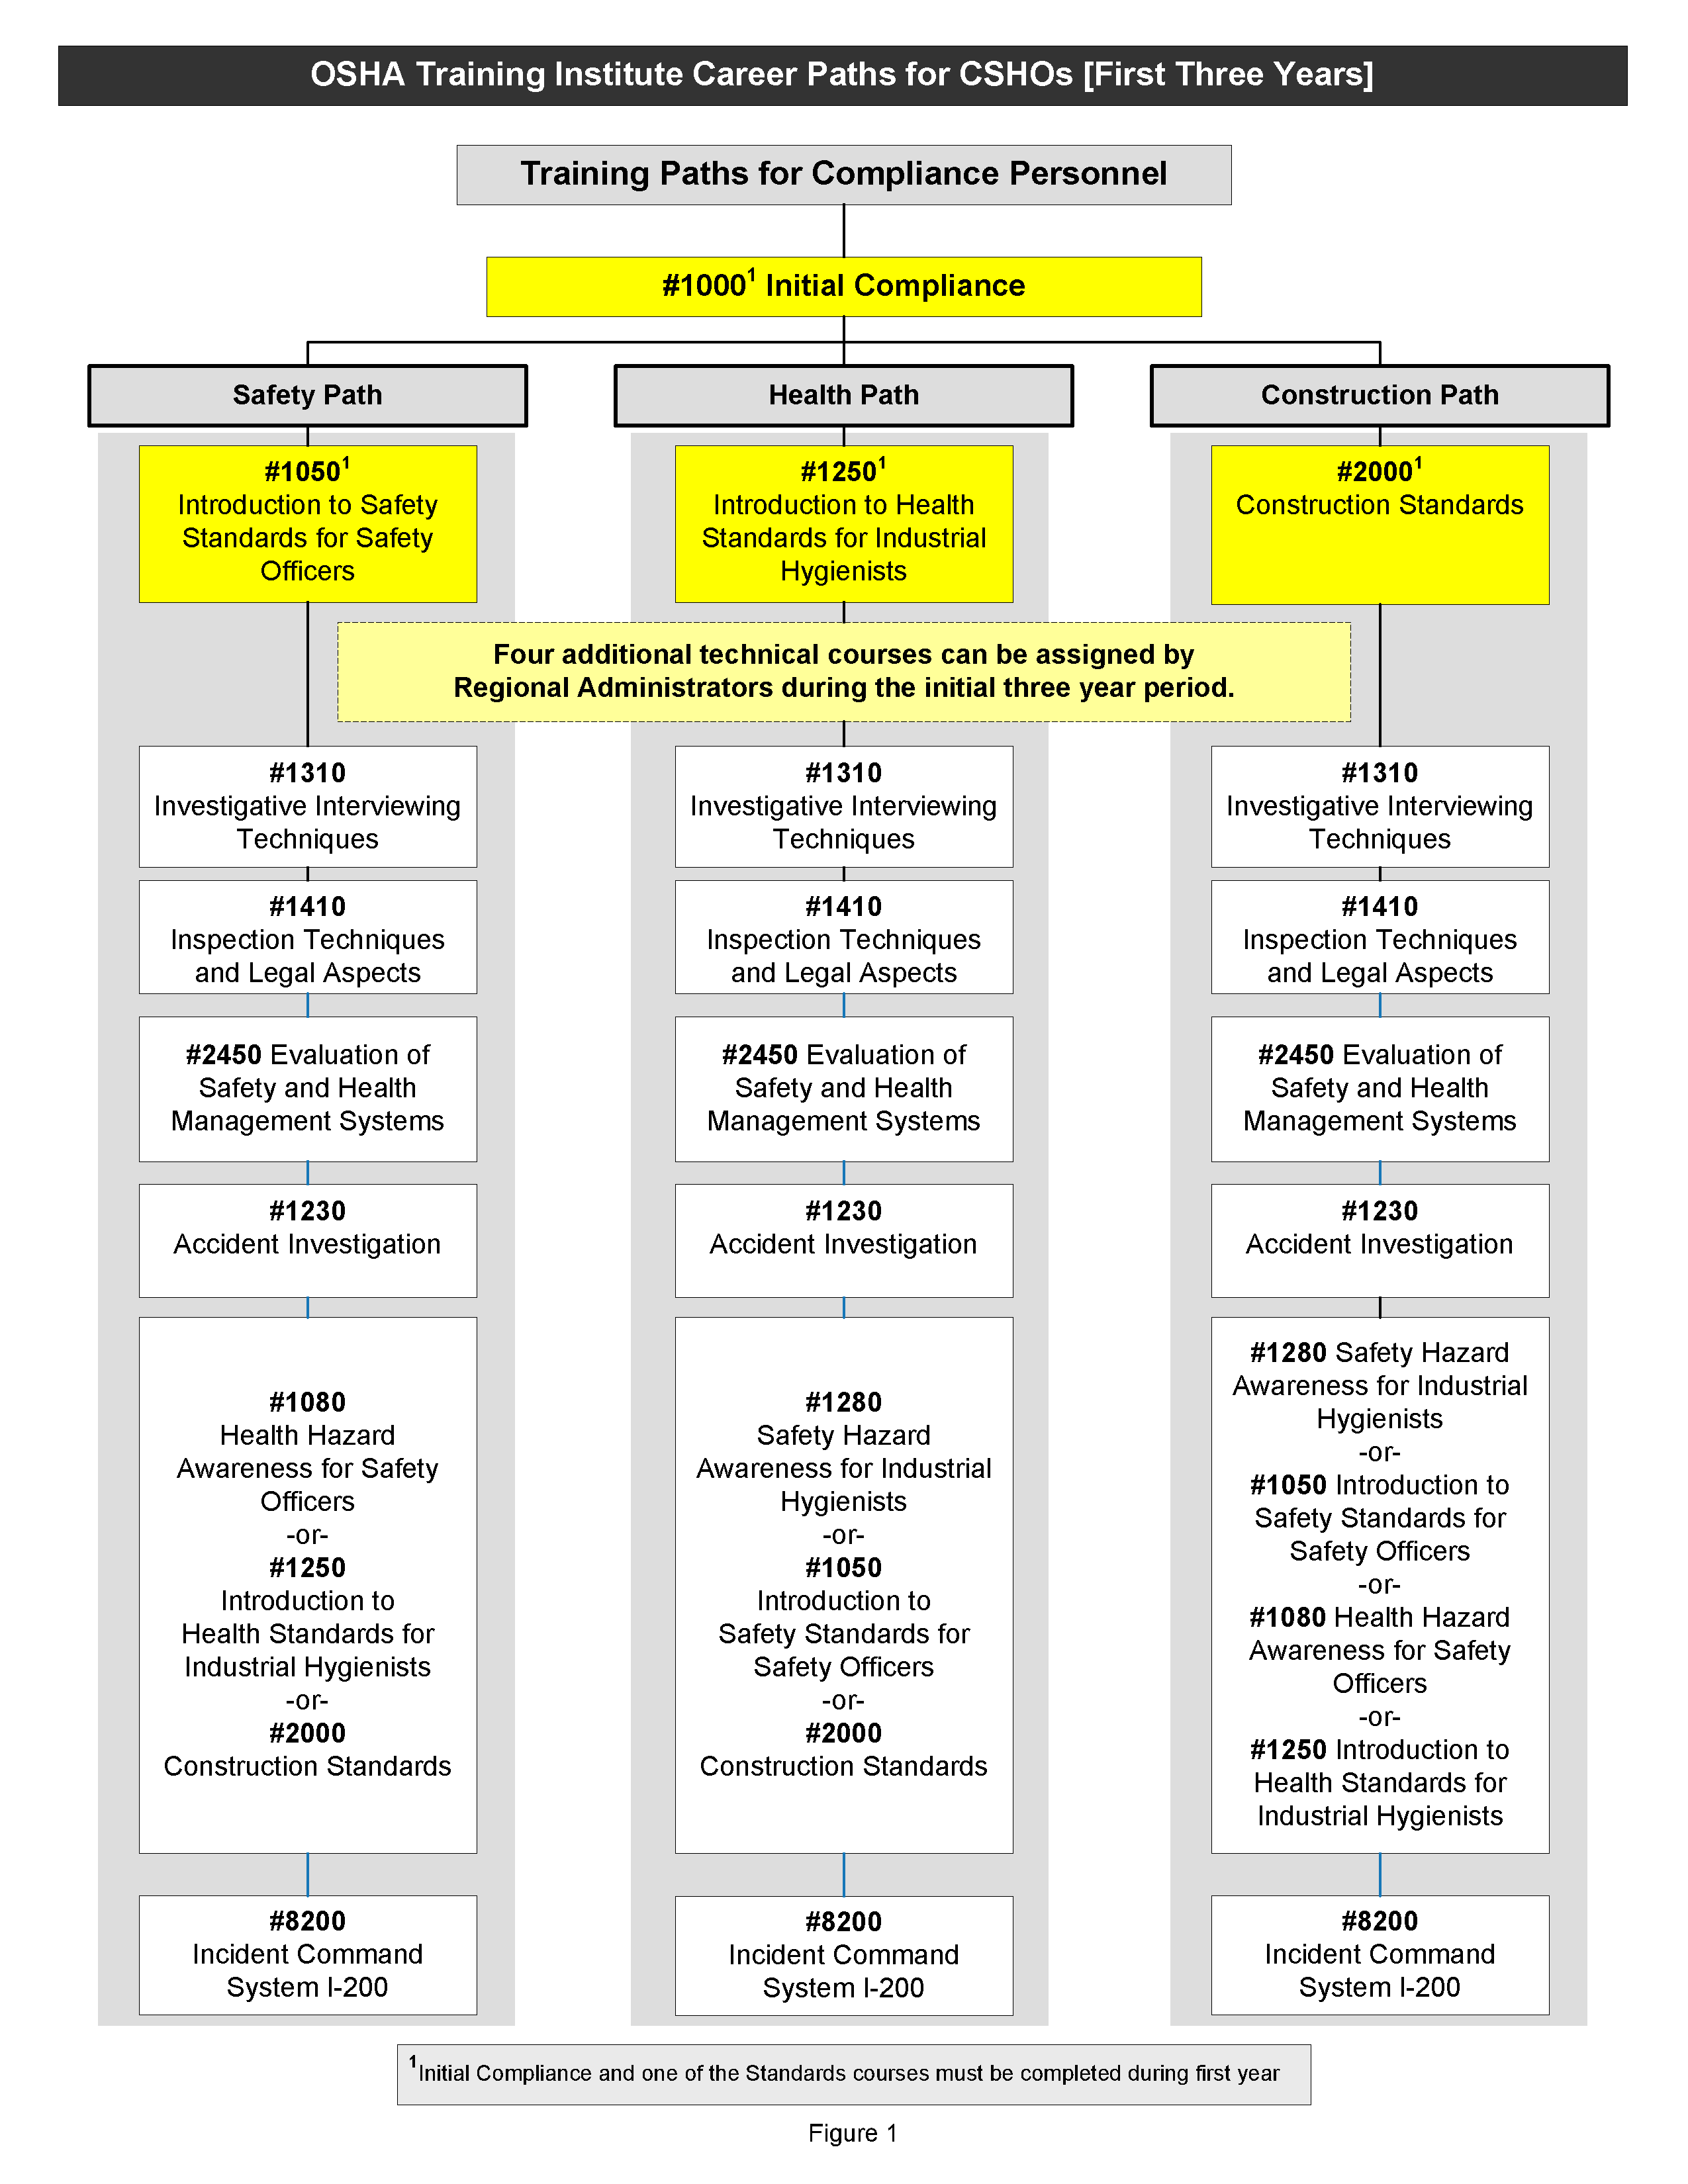 OSHA Training Institute Career Paths for CSHOs [First Three Years]
Training Paths for Compliance Personnel
#1000¹ Initial Compliance
Safety Path
Health Path
Construction Path
#1050¹
Introduction to Safety
Standards for Safety
Officers
#1250¹
Introduction to Health
Standards for Industrial
Hygienists
#2000¹
Construction Standards
Four additional technical courses can be assigned by
Regional Administrators during the initial three year period.
#1310
Investigative Interviewing
Techniques
#1310
Investigative Interviewing
Techniques
#1310
Investigative Interviewing
Techniques
#1410
Inspection Techniques
and Legal Aspects
#1410
Inspection Techniques
and Legal Aspects
#1410
Inspection Techniques
and Legal Aspects
#2450 Evaluation of
Safety and Health
Management Systems
#2450 Evaluation of
Safety and Health
Management Systems
#2450 Evaluation of
Safety and Health
Management Systems
#1230
Accident Investigation
#1230
Accident Investigation
#1230
Accident Investigation
#1080
Health Hazard
Awareness for Safety
Officers
-or-
#1250
Introduction to
Health Standards for
Industrial Hygienists
-or-
#2000
Construction Standards
#1280
Safety Hazard
Awareness for Industrial
Hygienists
-or-
#1050
Introduction to
Safety Standards for
Safety Officers
-or-
#2000
Construction Standards
#1280 Safety Hazard
Awareness for Industrial
Hygienists
-or-
#1050 Introduction to
Safety Standards for
Safety Officers
-or-
#1080 Health Hazard
Awareness for Safety
Officers
-or-
#1250 Introduction to
Health Standards for
Industrial Hygienists
#8200
Incident Command
System I-200
#8200
Incident Command
System I-200
#8200
Incident Command
System I-200
¹Initial Compliance and one of the Standards courses must be completed during first year
Figure 1